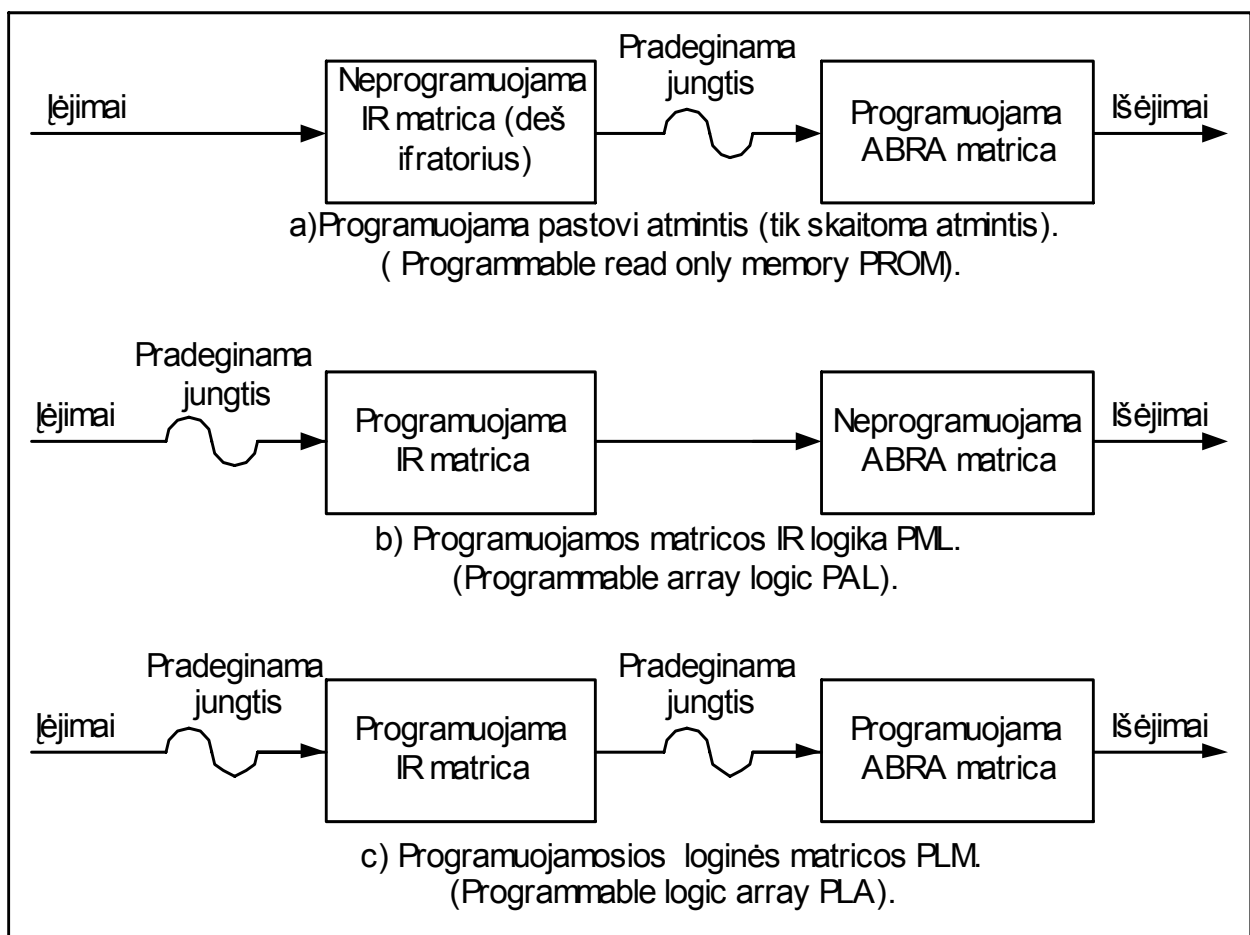 Įėjimai
Neprogramuojama
IR matrica (deš
ifratorius)
Pradeginama
jungtis
Programuojama
ABRA matrica
Išėjimai
a)Programuojama pastovi atmintis (tik skaitoma atmintis).
( Programmable read only memory PROM).
Įėjimai
Pradeginama
jungtis
Programuojama
IR matrica
Neprogramuojama
ABRA matrica
Išėjimai
b) Programuojamos matricos IR logika PML.
(Programmable array logic PAL).
Įėjimai
Pradeginama
jungtis
Programuojama
IR matrica
Pradeginama
jungtis
Programuojama
ABRA matrica
Išėjimai
c) Programuojamosios loginės matricos PLM.
(Programmable logic array PLA).